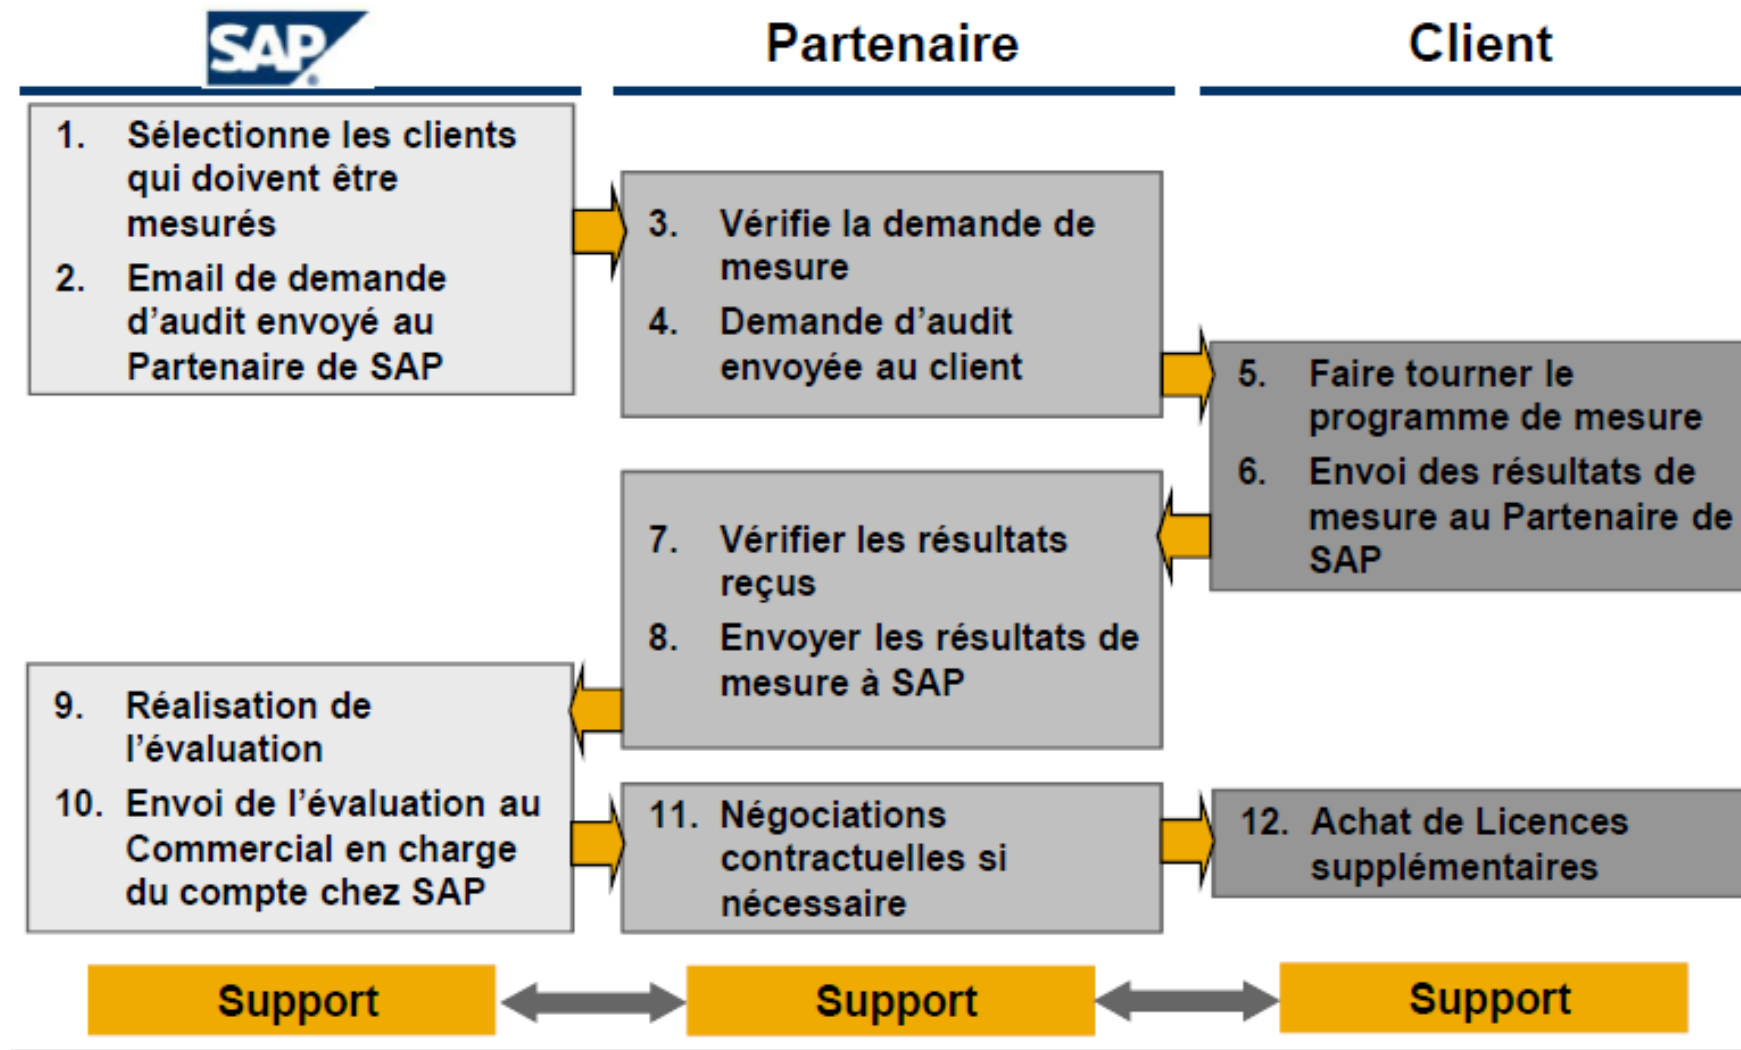 SAP®
Partenaire
Client
1. Sélectionne les clients
qui doivent être
mesurés
2. Email de demande
d’audit envoyé au
Partenaire de SAP
3. Vérifie la demande de
mesure
4. Demande d’audit
envoyée au client
5. Faire tourner le
programme de mesure
6. Envoi des résultats de
mesure au Partenaire de
SAP
7. Vérifier les résultats
reçus
8. Envoyer les résultats de
mesure à SAP
9. Réalisation de
l’évaluation
10. Envoi de l’évaluation au
Commercial en charge
du compte chez SAP
11. Négociations
contractuelles si
nécessaire
12. Achat de Licences
supplémentaires
Support
Support
Support